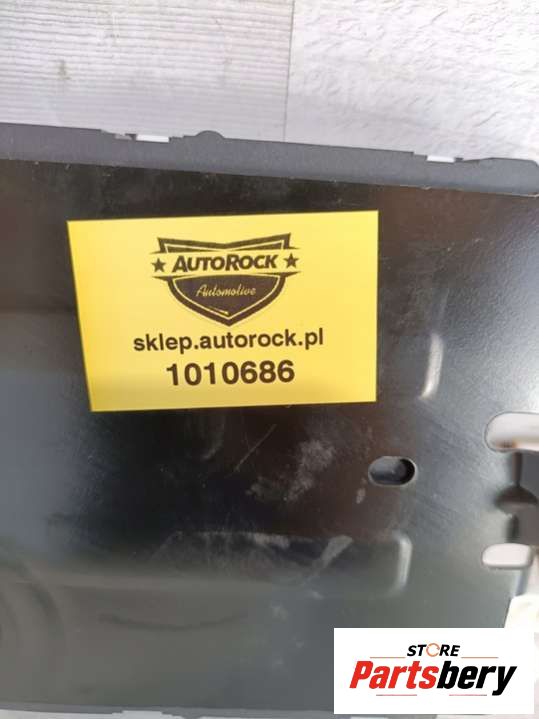 AUTOROCK
Automotive
sklep.autorock.pl
1010686
STORE
Partsbery